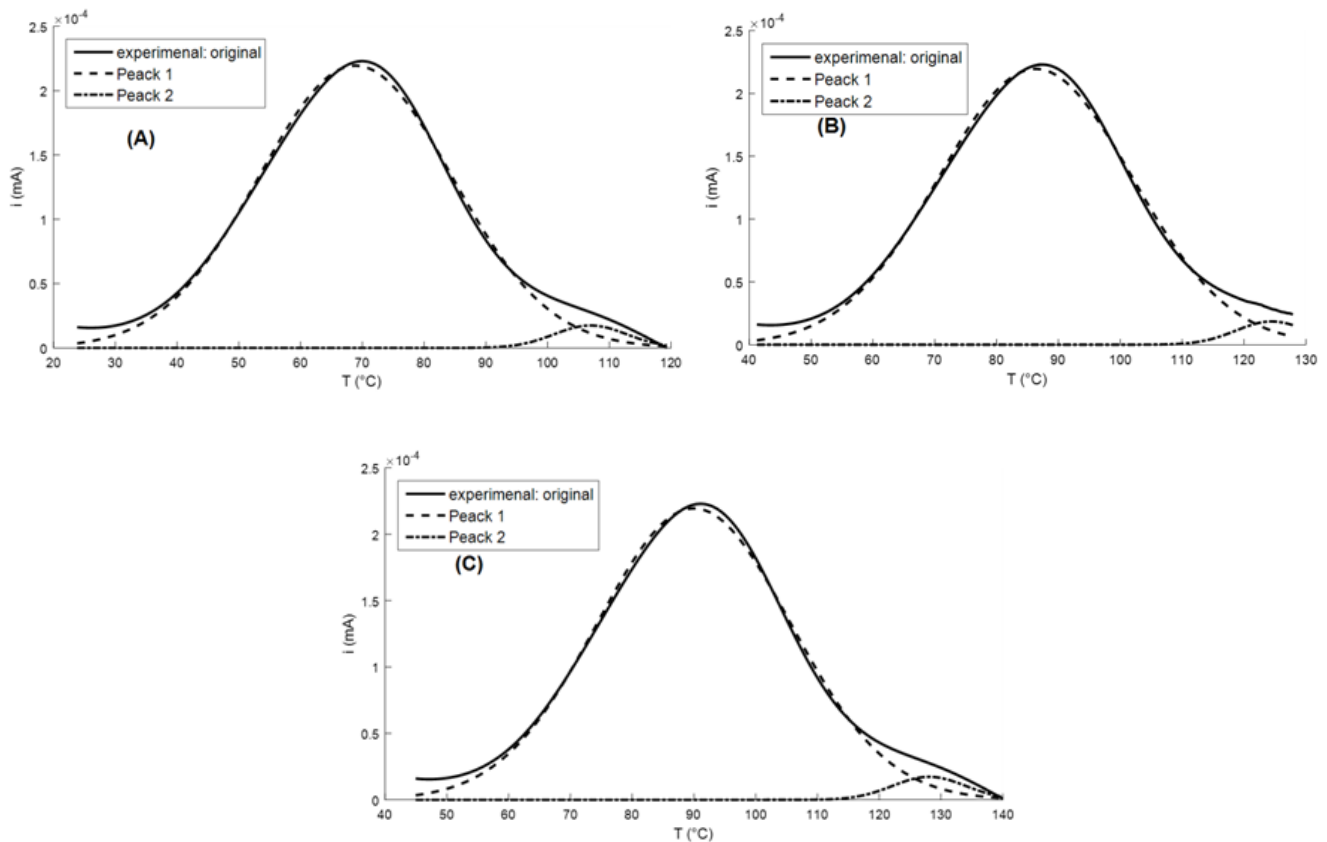 ×10⁻⁴
2.5
experimenal: original
Peack 1
Peack 2
(A)
2
1.5
i (mA)
1
0.5
0
20 30 40 50 60 70 80 90 100 110 120
T (°C)
×10⁻⁴
2.5
experimenal: original
Peack 1
Peack 2
(B)
2
1.5
i (mA)
1
0.5
0
40 50 60 70 80 90 100 110 120 130
T (°C)
×10⁻⁴
2.5
experimenal: original
Peack 1
Peack 2
(C)
2
1.5
i (mA)
1
0.5
0
40 50 60 70 80 90 100 110 120 130 140
T (°C)